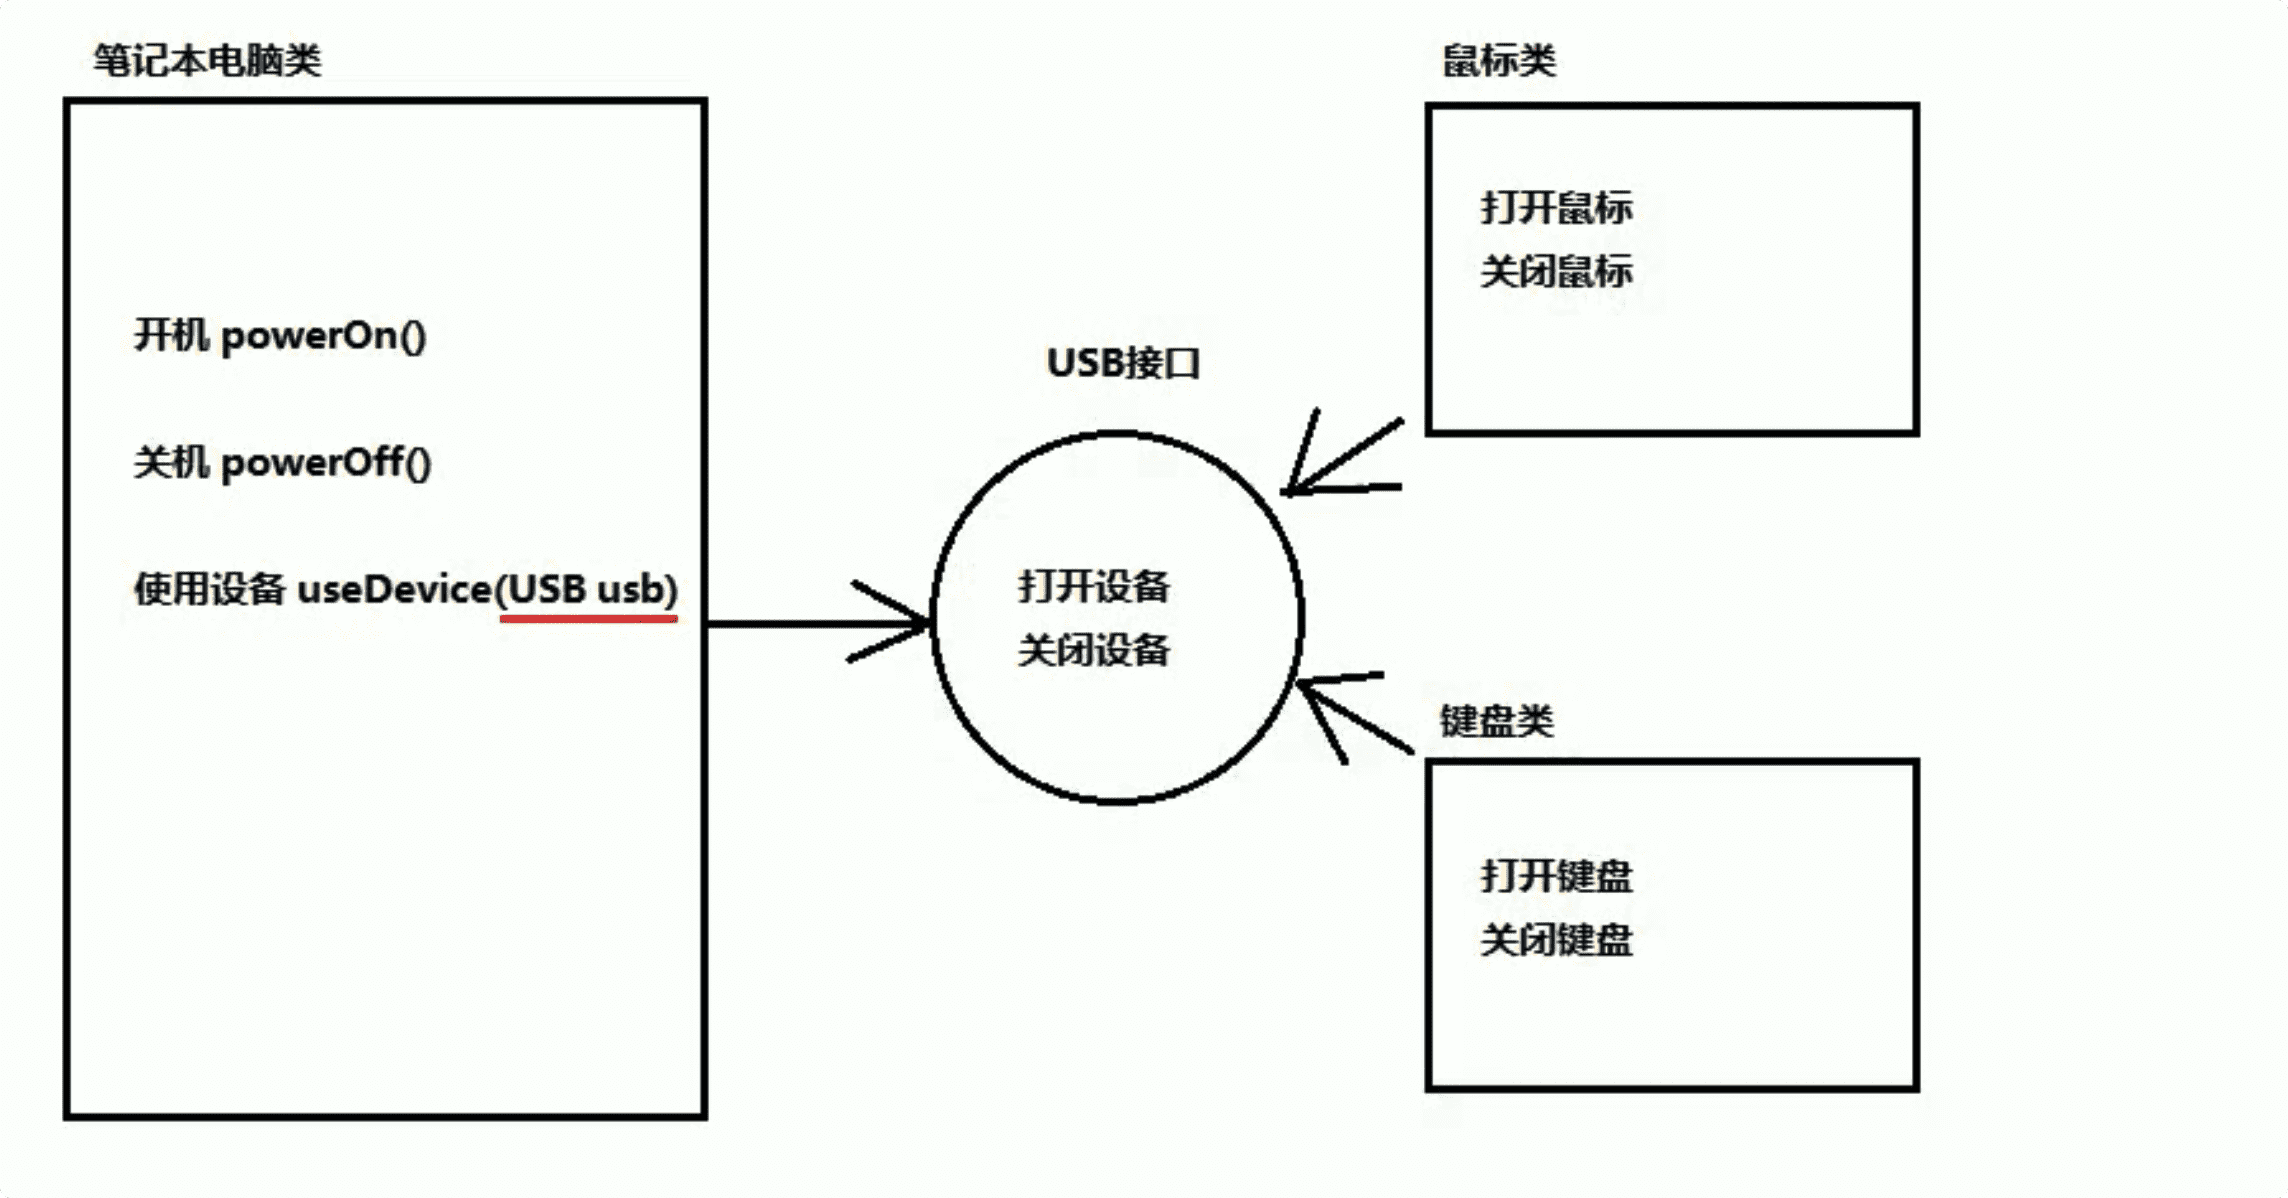 笔记本电脑类
开机 powerOn()
关机 powerOff()
使用设备 useDevice(USB usb)
USB接口
打开设备
关闭设备
鼠标类
打开鼠标
关闭鼠标
键盘类
打开键盘
关闭键盘